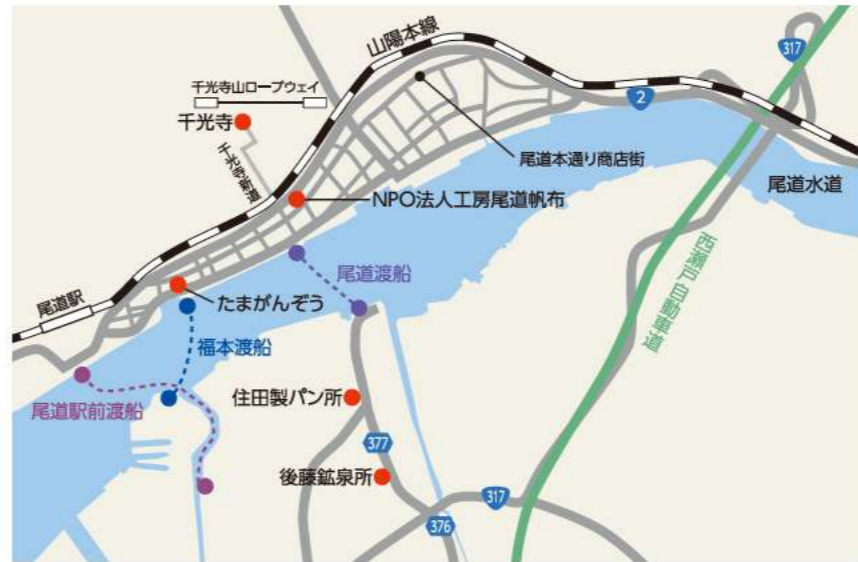 山陽本線
317
千光寺山ロープウェイ
2
千光寺
千光寺新道
尾道本通り商店街
尾道水道
NPO法人工房尾道帆布
西瀬戸自動車道
尾道渡船
尾道駅
たまがんぞう
福本渡船
尾道駅前渡船
住田製パン所
377
後藤鉱泉所
317
376